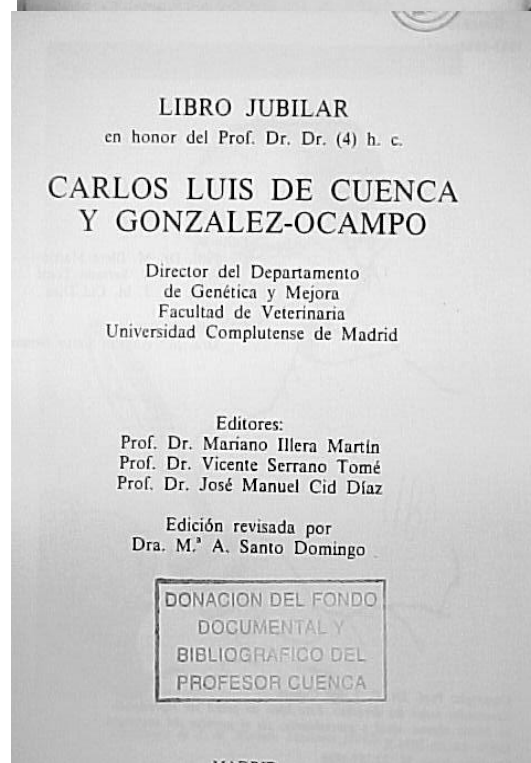 LIBRO JUBILAR
en honor del Prof. Dr. Dr. (4) h. c.
CARLOS LUIS DE CUENCA
Y GONZALEZ-OCAMPO
Director del Departamento
de Genética y Mejora
Facultad de Veterinaria
Universidad Complutense de Madrid
Editores:
Prof. Dr. Mariano Illera Martín
Prof. Dr. Vicente Serrano Tomé
Prof. Dr. José Manuel Cid Díaz
Edición revisada por
Dra. M.ª A. Santo Domingo
DONACION DEL FONDO
DOCUMENTAL Y
BIBLIOGRAFICO DEL
PROFESOR CUENCA
MADRID